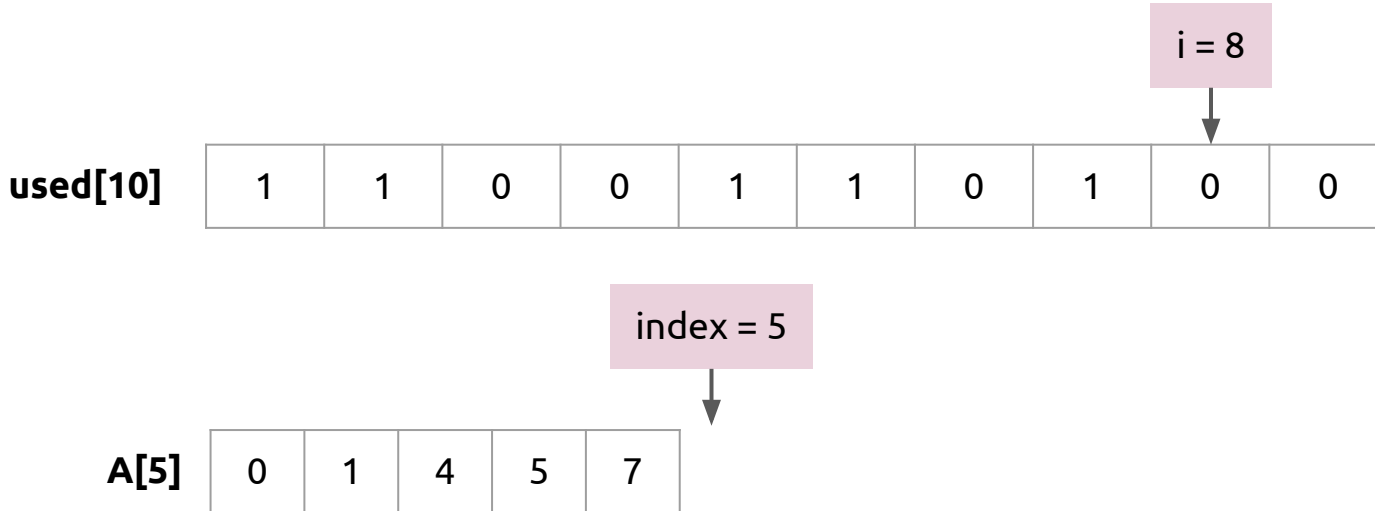 i = 8
used[10] 1 1 0 0 1 1 0 1 0 0
index = 5
A[5] 0 1 4 5 7